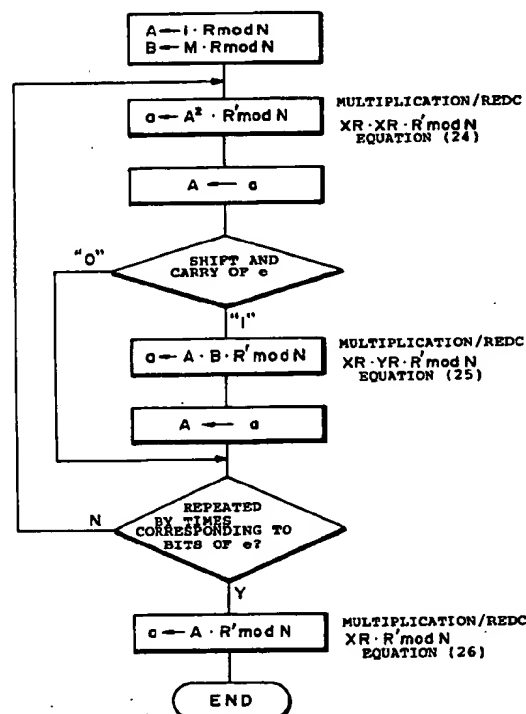 A ← 1 · R mod N
B ← M · R mod N
a ← A² · R' mod N
MULTIPLICATION/REDC
XR · XR · R' mod N
EQUATION (24)
A ← a
"0"
SHIFT AND
CARRY OF e
"1"
a ← A · B · R' mod N
MULTIPLICATION/REDC
XR · YR · R' mod N
EQUATION (25)
A ← a
N
REPEATED
BY TIMES
CORRESPONDING TO
BITS OF e?
Y
a ← A · R' mod N
MULTIPLICATION/REDC
XR · R' mod N
EQUATION (26)
END